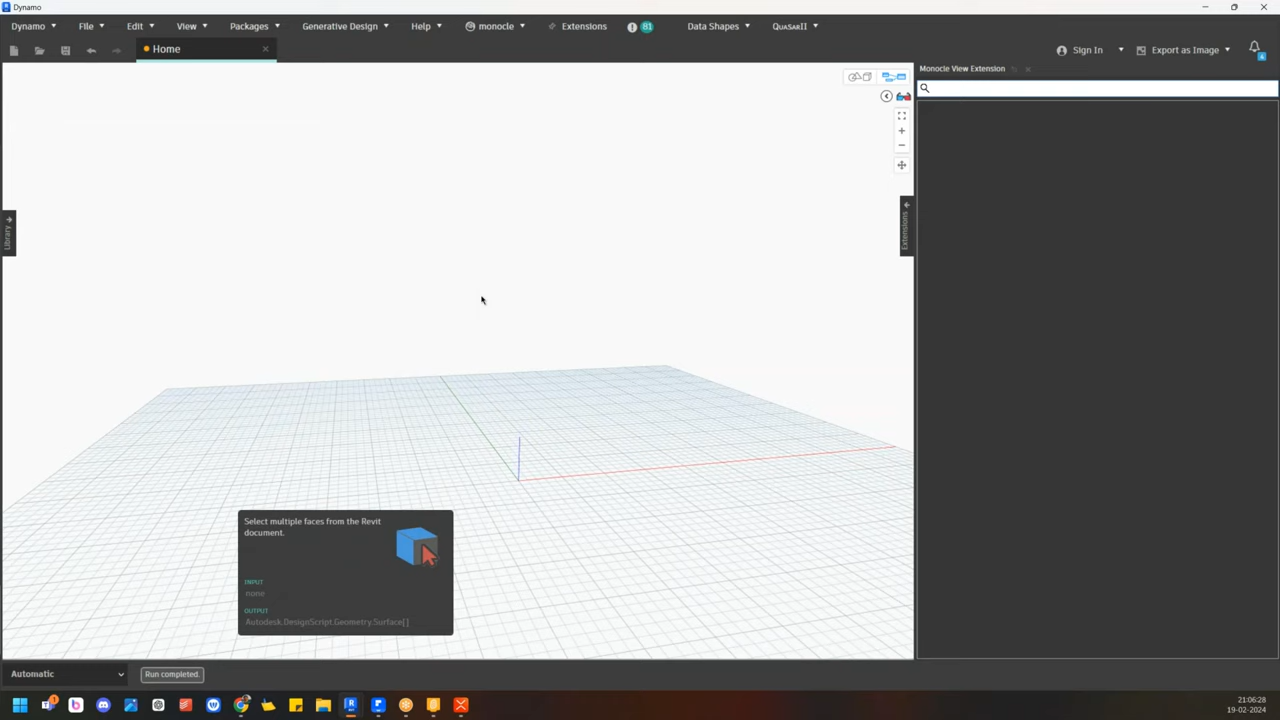 Dynamo
Dynamo File Edit View Packages Generative Design Help monocle Extensions 81 Data Shapes QUASARII
Home Sign In Export as Image 4
Monocle View Extension
Library
Extensions
Select multiple faces from the Revit
document.
INPUT
none
OUTPUT
Autodesk.DesignScript.Geometry.Surface[]
Automatic Run completed.
21:06:28
19-02-2024